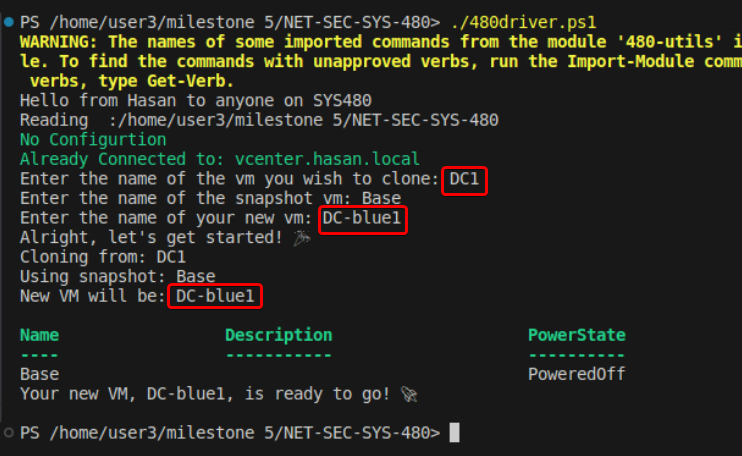 PS /home/user3/milestone 5/NET-SEC-SYS-480> ./480driver.ps1
WARNING: The names of some imported commands from the module '480-utils' i
le. To find the commands with unapproved verbs, run the Import-Module comm
verbs, type Get-Verb.
Hello from Hasan to anyone on SYS480
Reading  :/home/user3/milestone 5/NET-SEC-SYS-480
No Configurtion
Already Connected to: vcenter.hasan.local
Enter the name of the vm you wish to clone: DC1
Enter the name of the snapshot vm: Base
Enter the name of your new vm: DC-blue1
Alright, let's get started! 🎉
Cloning from: DC1
Using snapshot: Base
New VM will be: DC-blue1
Name Description PowerState
---- ----------- ----------
Base PoweredOff
Your new VM, DC-blue1, is ready to go! 🚀
PS /home/user3/milestone 5/NET-SEC-SYS-480>